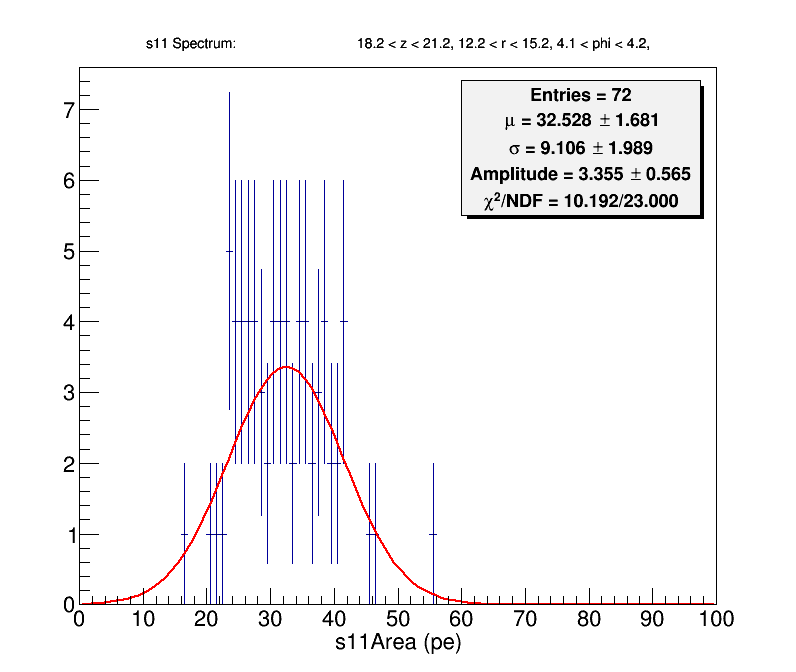 s11 Spectrum: 18.2 < z < 21.2, 12.2 < r < 15.2, 4.1 < phi < 4.2,
Entries = 72
μ = 32.528 ± 1.681
σ = 9.106 ± 1.989
Amplitude = 3.355 ± 0.565
χ²/NDF = 10.192/23.000
7
6
5
4
3
2
1
0
0 10 20 30 40 50 60 70 80 90 100
s11Area (pe)